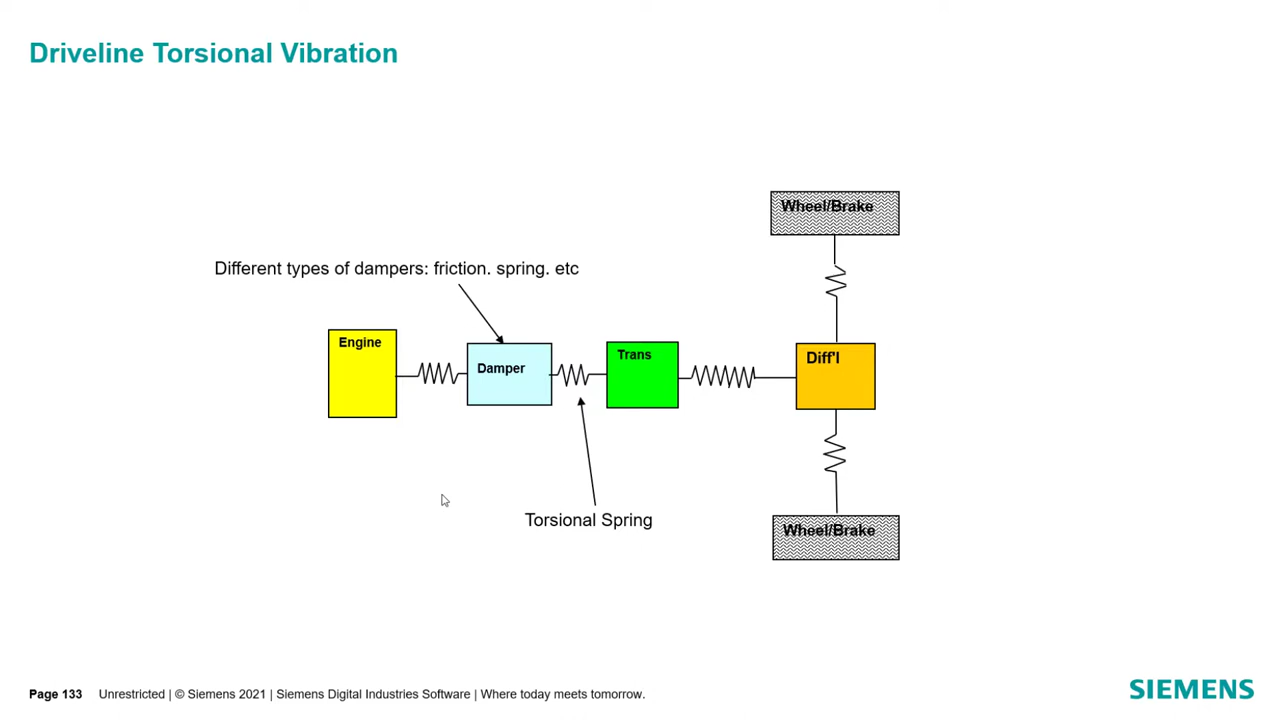 Driveline Torsional Vibration
Wheel/Brake
Different types of dampers: friction. spring. etc
Engine
Damper
Trans
Diff'l
Torsional Spring
Wheel/Brake
Page 133 Unrestricted | © Siemens 2021 | Siemens Digital Industries Software | Where today meets tomorrow.
SIEMENS